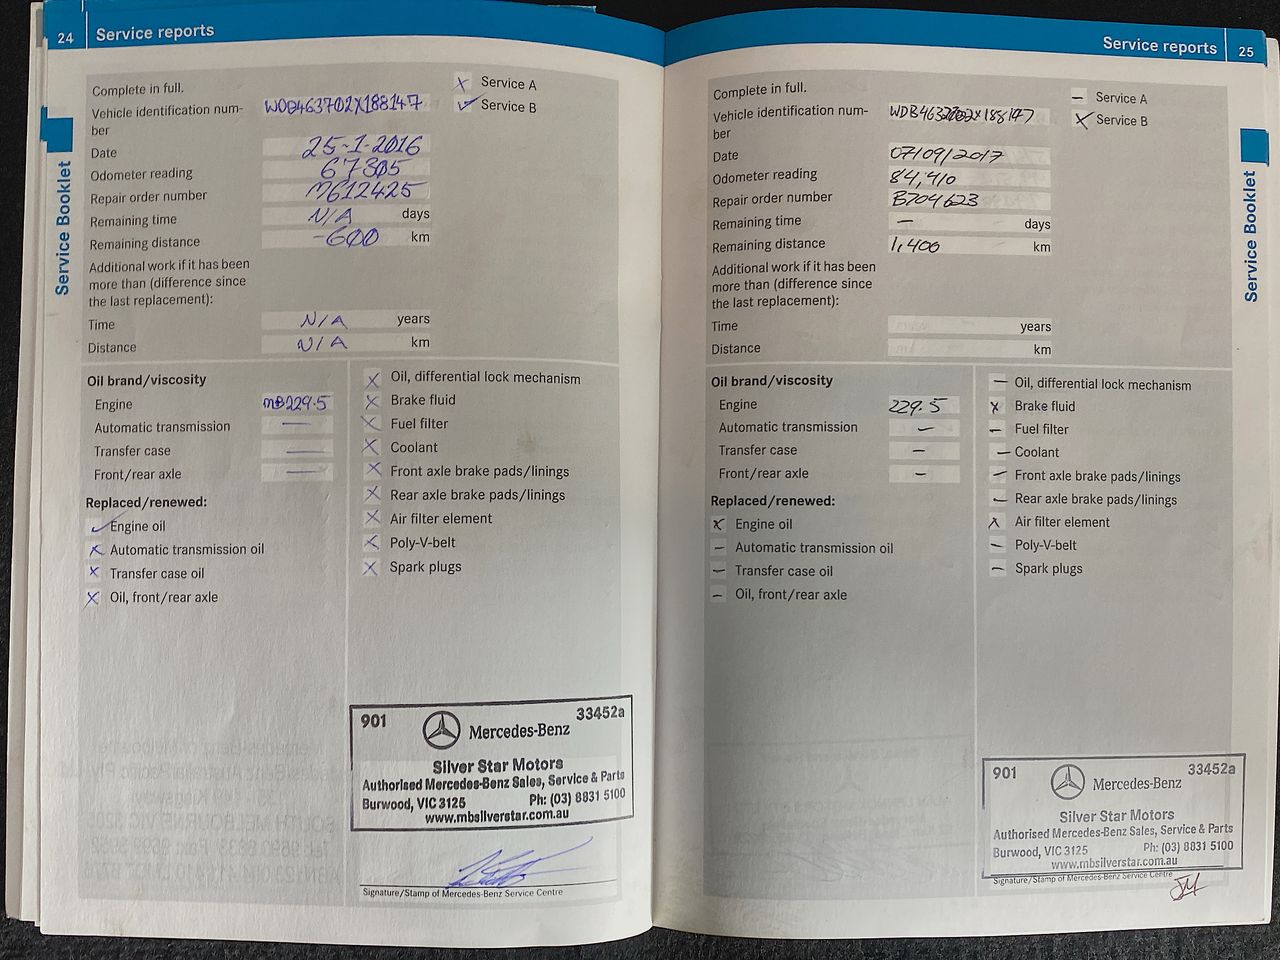 24 Service reports
Complete in full.
Vehicle identification num-
ber WDB463702X188147
Date 25-1-2016
Odometer reading 67305
Repair order number M612425
Remaining time N/A days
Remaining distance -600 km
Additional work if it has been
more than (difference since
the last replacement):
Time N/A years
Distance N/A km
X Service A
✓ Service B
Oil brand/viscosity
Engine MB229.5
Automatic transmission —
Transfer case —
Front/rear axle —
Replaced/renewed:
✓ Engine oil
X Automatic transmission oil
X Transfer case oil
X Oil, front/rear axle
X Oil, differential lock mechanism
X Brake fluid
X Fuel filter
X Coolant
X Front axle brake pads/linings
X Rear axle brake pads/linings
X Air filter element
X Poly-V-belt
X Spark plugs
901 33452a
Mercedes-Benz
Silver Star Motors
Authorised Mercedes-Benz Sales, Service & Parts
Burwood, VIC 3125 Ph: (03) 8831 5100
www.mbsilverstar.com.au
Signature/Stamp of Mercedes-Benz Service Centre
Service Booklet
Service reports 25
Complete in full.
Vehicle identification num-
ber
Date 07/09/2017
Odometer reading 84,410
Repair order number B704623
Remaining time — days
Remaining distance 1,400 km
Additional work if it has been
more than (difference since
the last replacement):
Time years
Distance km
— Service A
X Service B
Oil brand/viscosity
Engine 229.5
Automatic transmission —
Transfer case —
Front/rear axle —
Replaced/renewed:
X Engine oil
— Automatic transmission oil
— Transfer case oil
— Oil, front/rear axle
— Oil, differential lock mechanism
X Brake fluid
— Fuel filter
— Coolant
— Front axle brake pads/linings
— Rear axle brake pads/linings
X Air filter element
— Poly-V-belt
— Spark plugs
901 33452a
Mercedes-Benz
Silver Star Motors
Authorised Mercedes-Benz Sales, Service & Parts
Burwood, VIC 3125 Ph: (03) 8831 5100
www.mbsilverstar.com.au
Signature/Stamp of Mercedes-Benz Service Centre
Service Booklet